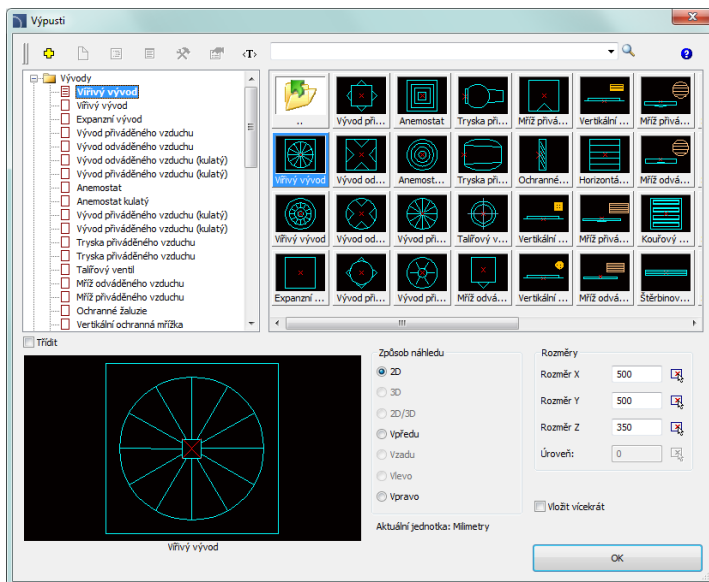 Výpusti
‹T›
Vývody
Vířivý vývod
Vířivý vývod
Expanzní vývod
Vývod přiváděného vzduchu
Vývod odváděného vzduchu
Vývod odváděného vzduchu (kulatý)
Vývod přiváděného vzduchu (kulatý)
Anemostat
Anemostat kulatý
Vývod přiváděného vzduchu (kulatý)
Vývod přiváděného vzduchu (kulatý)
Tryska přiváděného vzduchu
Tryska přiváděného vzduchu
Talířový ventil
Mříž odváděného vzduchu
Mříž přiváděného vzduchu
Ochranné žaluzie
Vertikální ochranná mřížka
.. Vývod při... Anemostat Tryska při... Mříž přivá... Vertikální ... Mříž přivá...
Vířivý vývod Vývod od... Anemost... Tryska při... Ochranné... Horizontá... Mříž odvá...
Vířivý vývod Vývod od... Vývod při... Talířový v... Vertikální ... Mříž přivá... Kouřový ...
Expanzní ... Vývod při... Vývod při... Mříž odvá... Vertikální ... Mříž odvá... Štěrbinov...
Třídit
Vířivý vývod
Způsob náhledu
2D
3D
2D/3D
Vpředu
Vzadu
Vlevo
Vpravo
Aktuální jednotka: Milimetry
Rozměry
Rozměr X 500
Rozměr Y 500
Rozměr Z 350
Úroveň: 0
Vložit vícekrát
OK